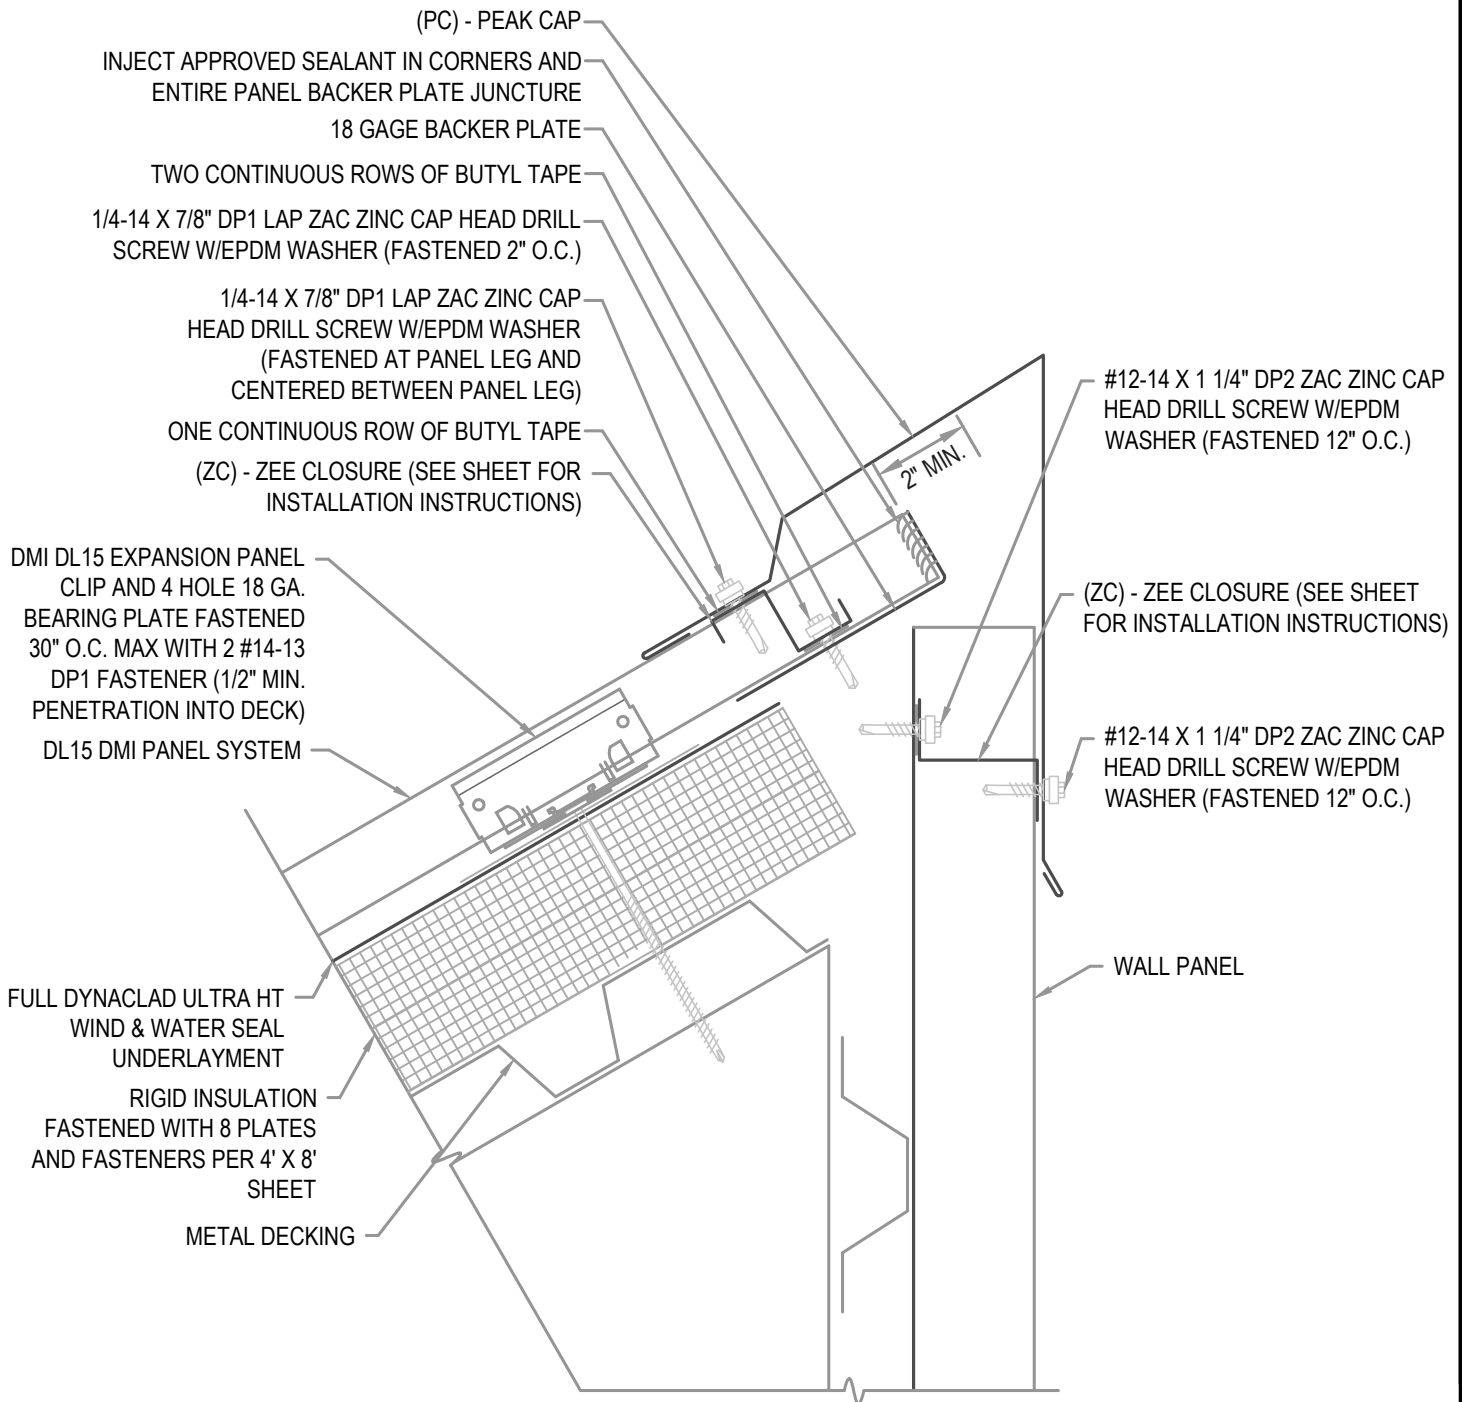 (PC) - PEAK CAP
INJECT APPROVED SEALANT IN CORNERS AND
ENTIRE PANEL BACKER PLATE JUNCTURE
18 GAGE BACKER PLATE
TWO CONTINUOUS ROWS OF BUTYL TAPE
1/4-14 X 7/8" DP1 LAP ZAC ZINC CAP HEAD DRILL
SCREW W/EPDM WASHER (FASTENED 2" O.C.)
1/4-14 X 7/8" DP1 LAP ZAC ZINC CAP
HEAD DRILL SCREW W/EPDM WASHER
(FASTENED AT PANEL LEG AND
CENTERED BETWEEN PANEL LEG)
ONE CONTINUOUS ROW OF BUTYL TAPE
(ZC) - ZEE CLOSURE (SEE SHEET FOR
INSTALLATION INSTRUCTIONS)
DMI DL15 EXPANSION PANEL
CLIP AND 4 HOLE 18 GA.
BEARING PLATE FASTENED
30" O.C. MAX WITH 2 #14-13
DP1 FASTENER (1/2" MIN.
PENETRATION INTO DECK)
DL15 DMI PANEL SYSTEM
FULL DYNACLAD ULTRA HT
WIND & WATER SEAL
UNDERLAYMENT
RIGID INSULATION
FASTENED WITH 8 PLATES
AND FASTENERS PER 4' X 8'
SHEET
METAL DECKING
2" MIN.
#12-14 X 1 1/4" DP2 ZAC ZINC CAP
HEAD DRILL SCREW W/EPDM
WASHER (FASTENED 12" O.C.)
(ZC) - ZEE CLOSURE (SEE SHEET
FOR INSTALLATION INSTRUCTIONS)
#12-14 X 1 1/4" DP2 ZAC ZINC CAP
HEAD DRILL SCREW W/EPDM
WASHER (FASTENED 12" O.C.)
WALL PANEL